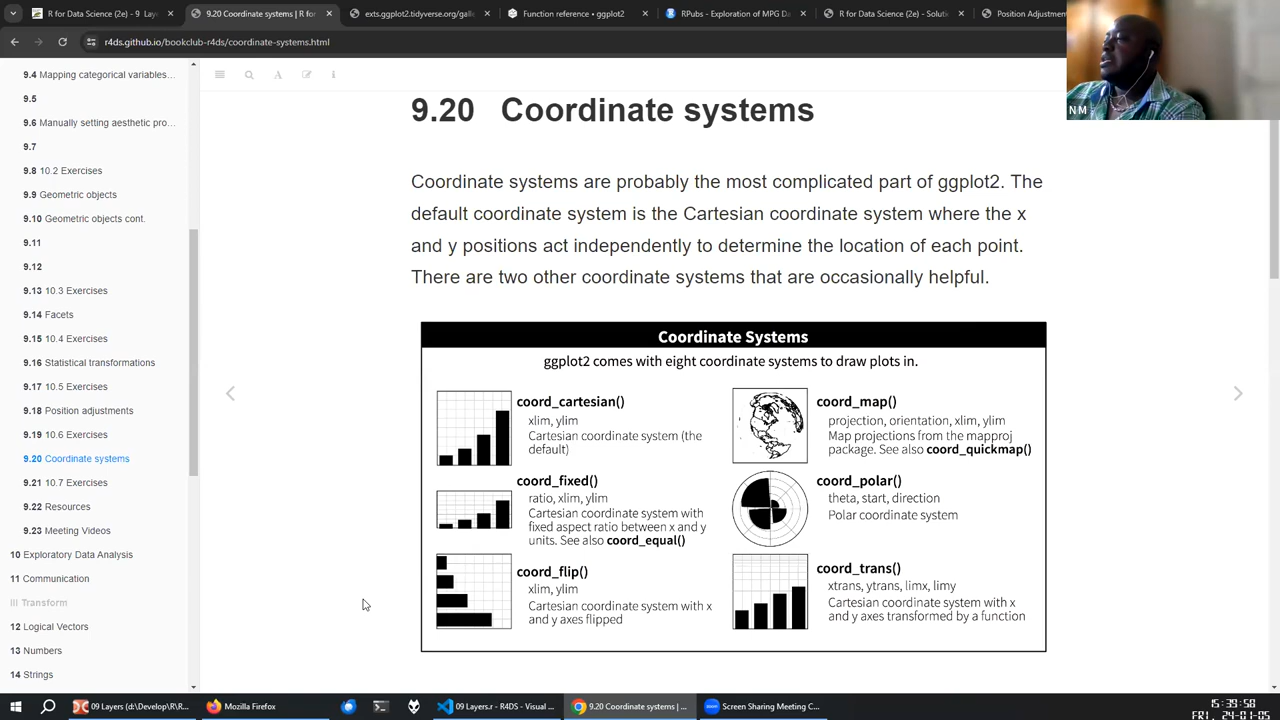 R for Data Science (2e) - 9 Lay
9.20 Coordinate systems | R for
exts.ggplot2.tidyverse.org/gall
Function reference • ggplot2
RPubs - Exploration of MPG Da
R for Data Science (2e) - Soluti
Position Adjustment
r4ds.github.io/bookclub-r4ds/coordinate-systems.html
NM
9.4 Mapping categorical variables…
9.5
9.6 Manually setting aesthetic pro…
9.7
9.8 10.2 Exercises
9.9 Geometric objects
9.10 Geometric objects cont.
9.11
9.12
9.13 10.3 Exercises
9.14 Facets
9.15 10.4 Exercises
9.16 Statistical transformations
9.17 10.5 Exercises
9.18 Position adjustments
9.19 10.6 Exercises
9.20 Coordinate systems
9.21 10.7 Exercises
9.22 Resources
9.23 Meeting Videos
10 Exploratory Data Analysis
11 Communication
III Transform
12 Logical Vectors
13 Numbers
14 Strings
9.20 Coordinate systems
Coordinate systems are probably the most complicated part of ggplot2. The
default coordinate system is the Cartesian coordinate system where the x
and y positions act independently to determine the location of each point.
There are two other coordinate systems that are occasionally helpful.
Coordinate Systems
ggplot2 comes with eight coordinate systems to draw plots in.
coord_cartesian()
xlim, ylim
Cartesian coordinate system (the
default)
coord_fixed()
ratio, xlim, ylim
Cartesian coordinate system with
fixed aspect ratio between x and y
units. See also coord_equal()
coord_flip()
xlim, ylim
Cartesian coordinate system with x
and y axes flipped
coord_map()
projection, orientation, xlim, ylim
Map projections from the mapproj
package. See also coord_quickmap()
coord_polar()
theta, start, direction
Polar coordinate system
coord_trans()
xtrans, ytrans, limx, limy
Cartesian coordinate system with x
and y axes transformed by a function
09 Layers (d:\Develop\R\R...
Mozilla Firefox
09 Layers.r - R4DS - Visual ...
9.20 Coordinate systems | ...
Screen Sharing Meeting C...
15:39:58
FRI, 24-01-05